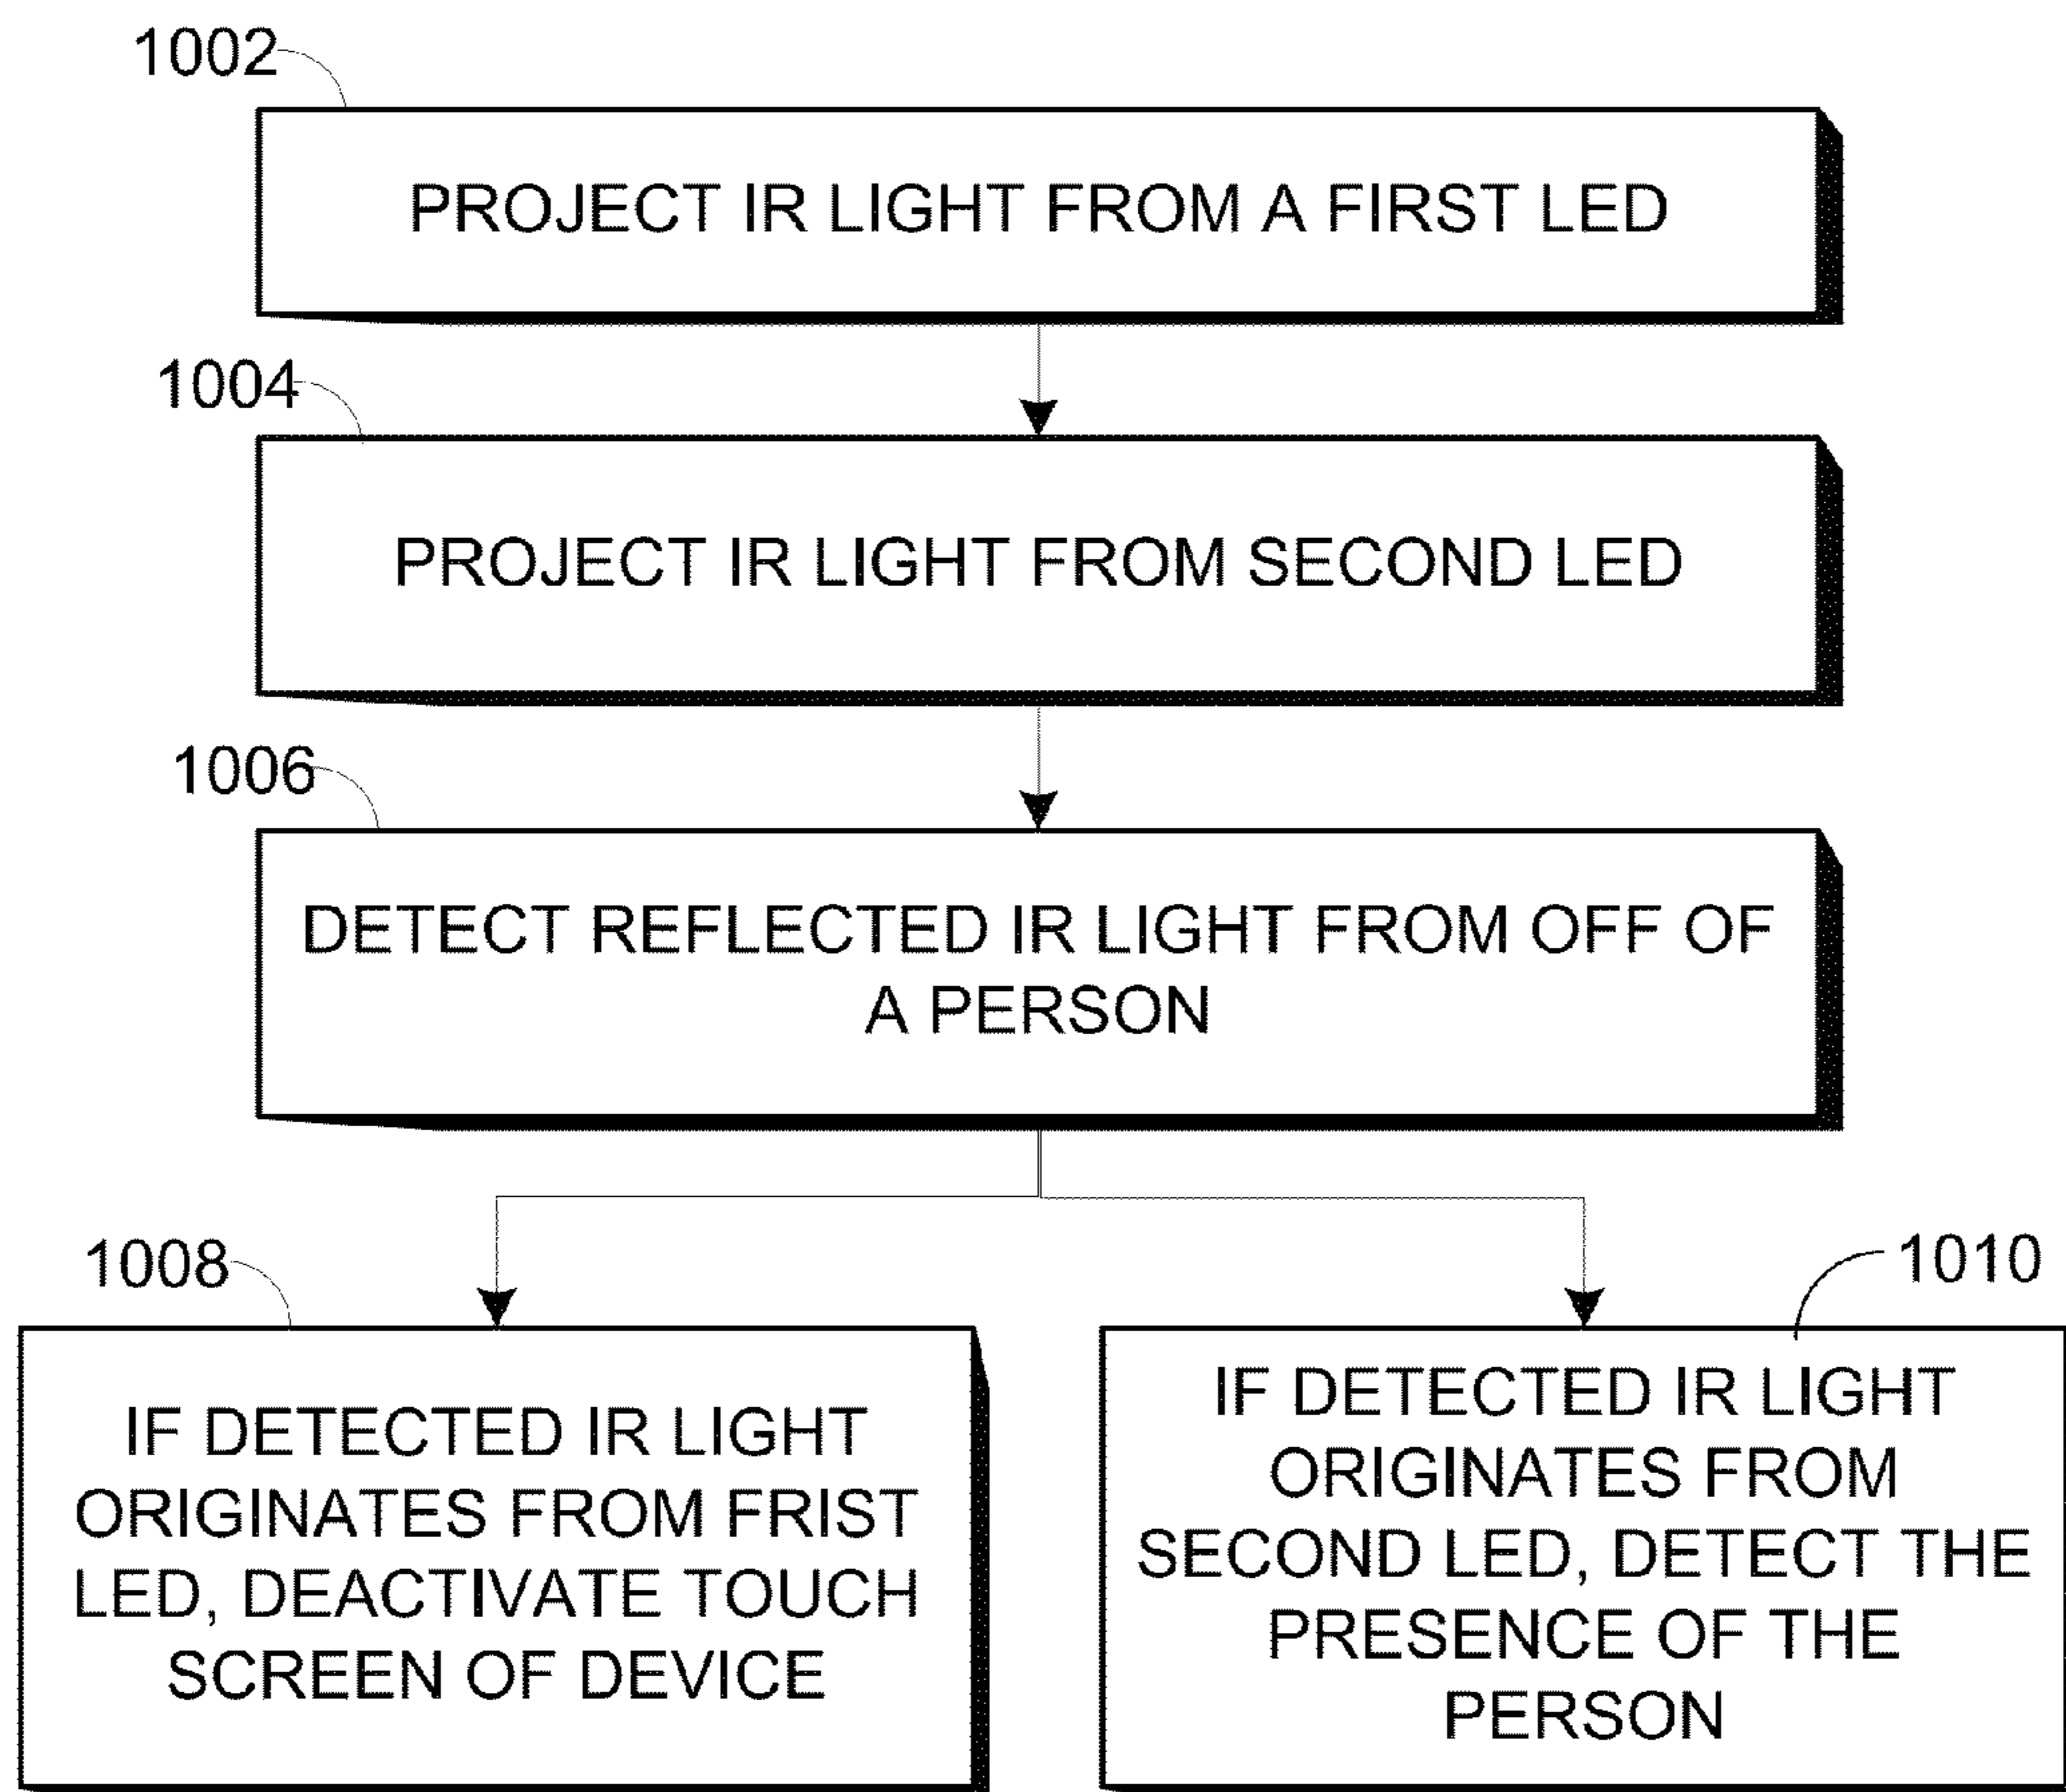 1002
PROJECT IR LIGHT FROM A FIRST LED
1004
PROJECT IR LIGHT FROM SECOND LED
1006
DETECT REFLECTED IR LIGHT FROM OFF OF
A PERSON
1008
IF DETECTED IR LIGHT
ORIGINATES FROM FRIST
LED, DEACTIVATE TOUCH
SCREEN OF DEVICE
1010
IF DETECTED IR LIGHT
ORIGINATES FROM
SECOND LED, DETECT THE
PRESENCE OF THE
PERSON